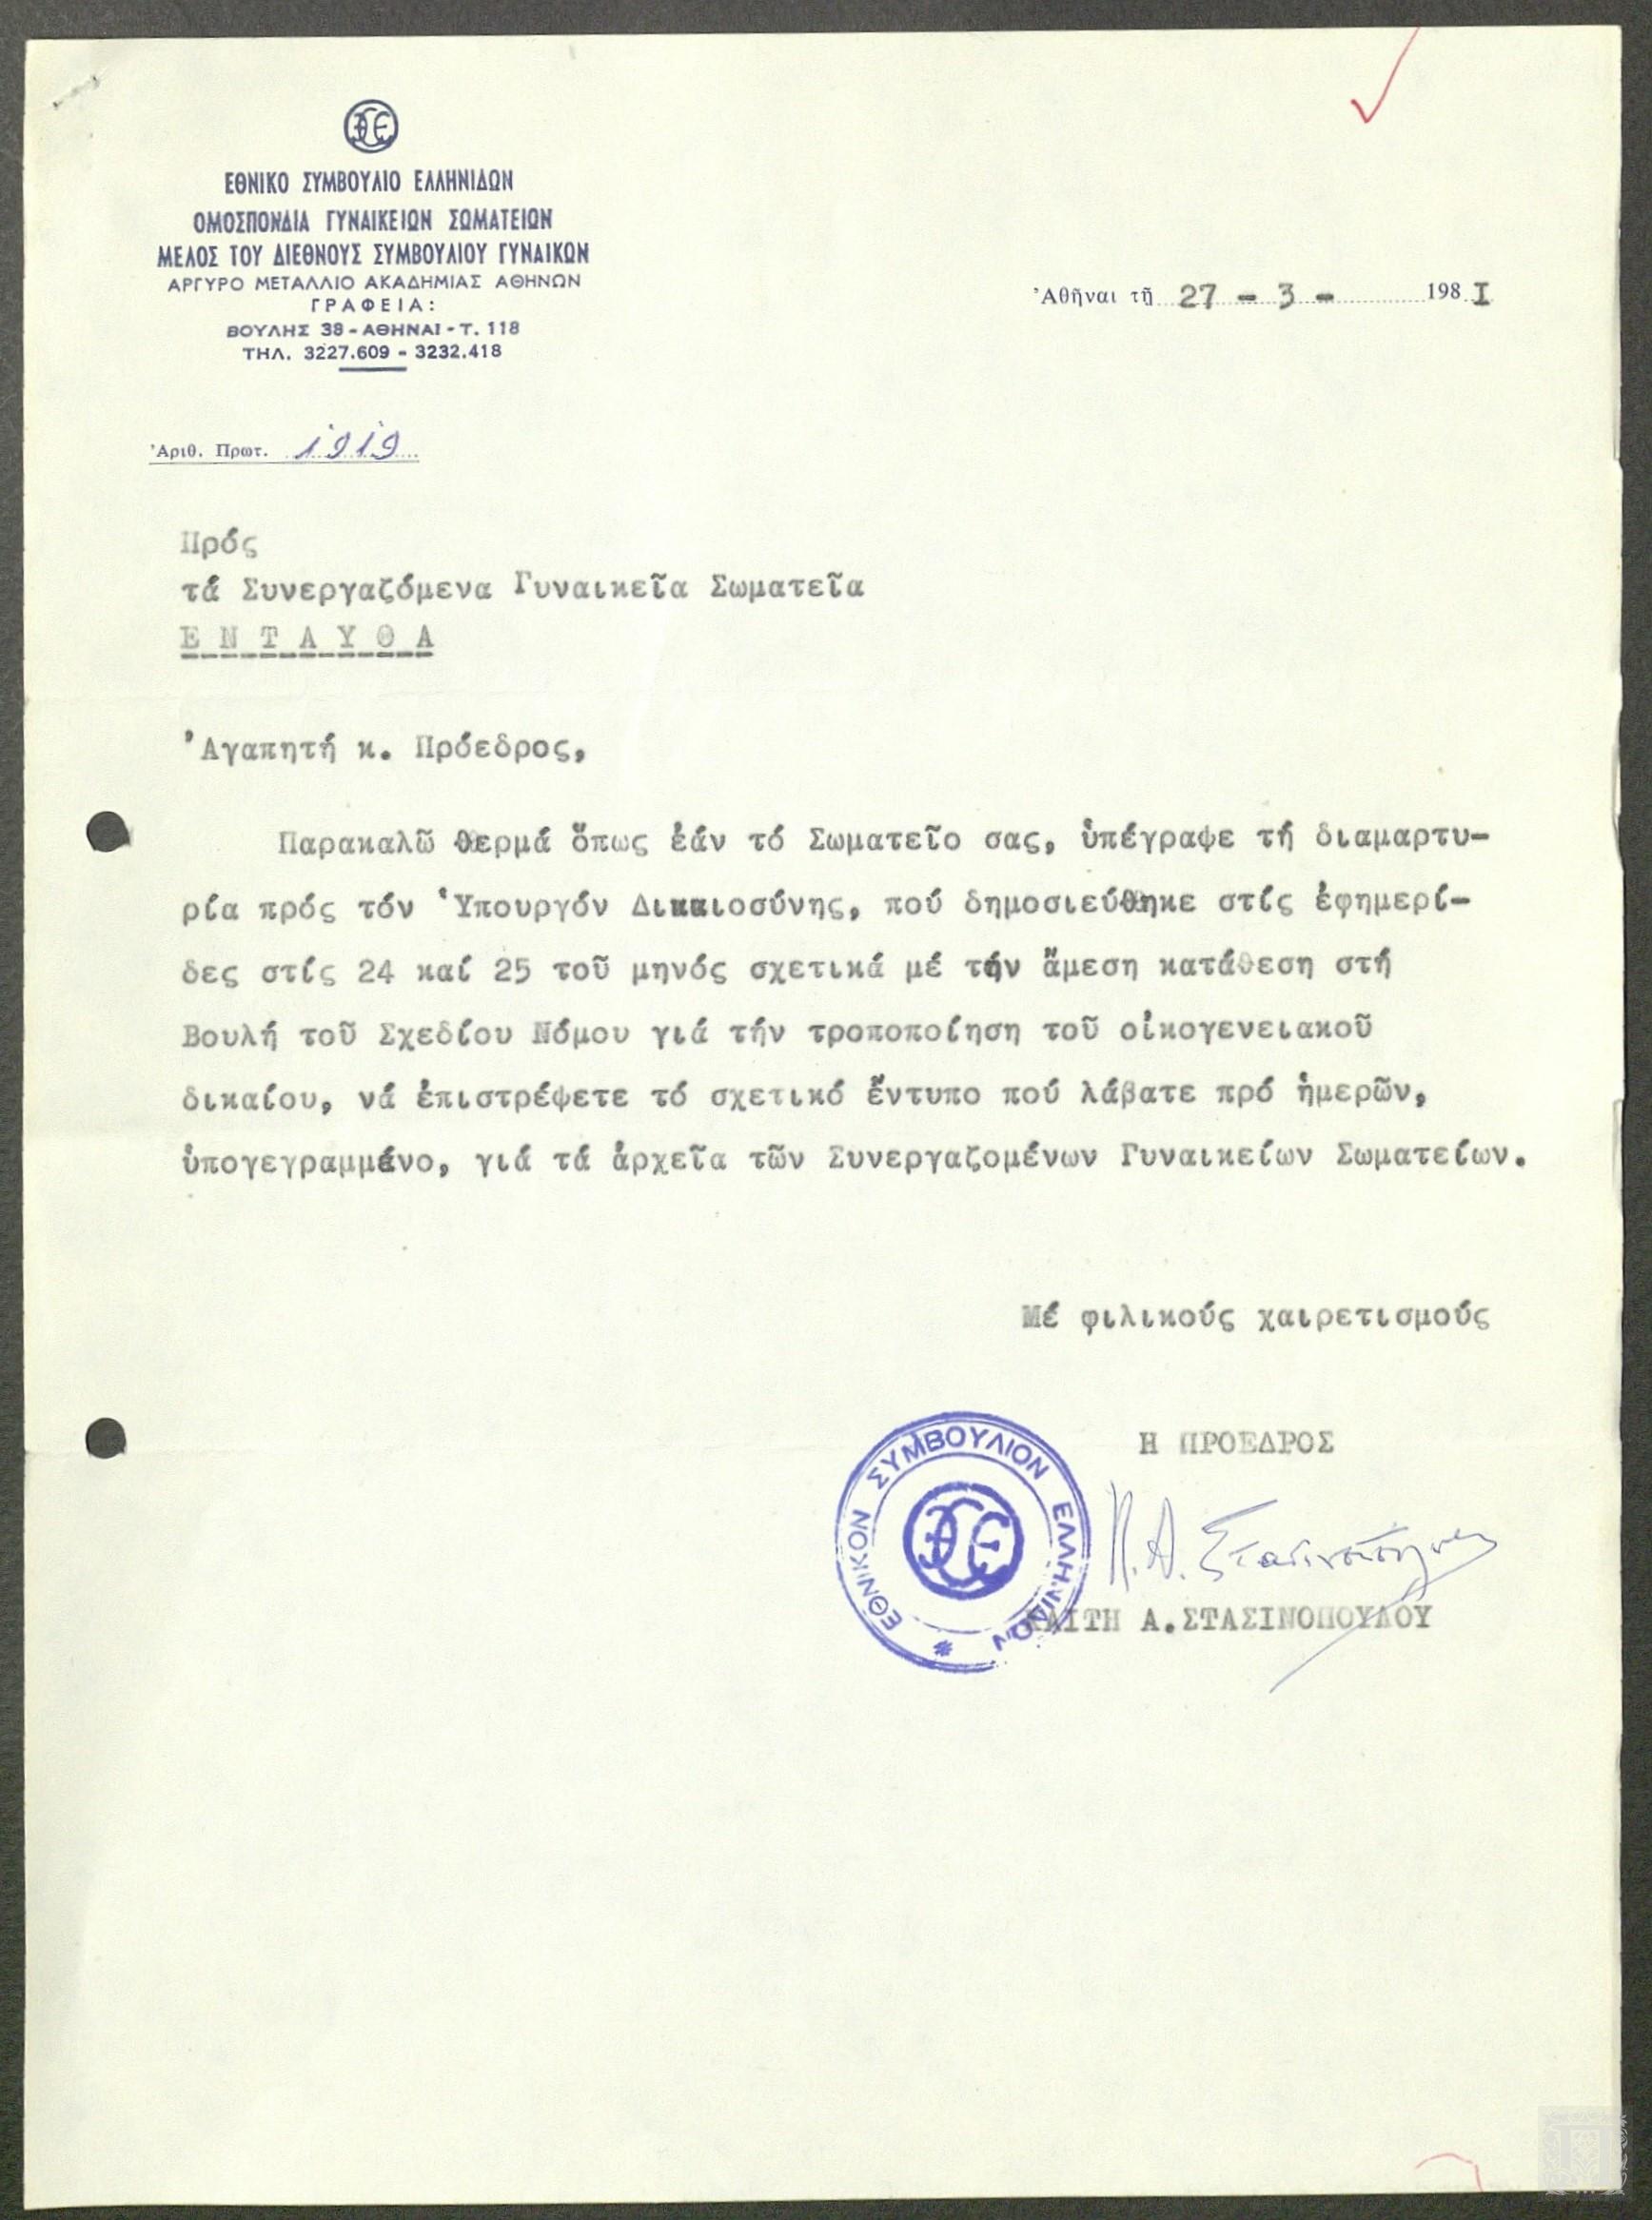 ΕΘΝΙΚΟ ΣΥΜΒΟΥΛΙΟ ΕΛΛΗΝΙΔΩΝ
ΟΜΟΣΠΟΝΔΙΑ ΓΥΝΑΙΚΕΙΩΝ ΣΩΜΑΤΕΙΩΝ
ΜΕΛΟΣ ΤΟΥ ΔΙΕΘΝΟΥΣ ΣΥΜΒΟΥΛΙΟΥ ΓΥΝΑΙΚΩΝ
ΑΡΓΥΡΟ ΜΕΤΑΛΛΙΟ ΑΚΑΔΗΜΙΑΣ ΑΘΗΝΩΝ
ΓΡΑΦΕΙΑ:
ΒΟΥΛΗΣ 38 - ΑΘΗΝΑΙ - Τ. 118
ΤΗΛ. 3227.609 - 3232.418
Ἀθῆναι τῇ 27 - 3 - 198 I
Ἀριθ. Πρωτ. 1919
Πρός
τά Συνεργαζόμενα Γυναικεῖα Σωματεῖα
Ε Ν Τ Α Υ Θ Α
Ἀγαπητή κ. Πρόεδρος,
Παρακαλῶ θερμά ὅπως ἐάν τό Σωματεῖο σας, ὑπέγραψε τή διαμαρτυ-
ρία πρός τόν Ὑπουργόν Δικαιοσύνης, πού δημοσιεύθηκε στίς ἐφημερί-
δες στίς 24 καί 25 τοῦ μηνός σχετικά μέ τήν ἄμεση κατάθεση στή
Βουλή τοῦ Σχεδίου Νόμου γιά τήν τροποποίηση τοῦ οἰκογενειακοῦ
δικαίου, νά ἐπιστρέψετε τό σχετικό ἔντυπο πού λάβατε πρό ἡμερῶν,
ὑπογεγραμμένο, γιά τά ἀρχεῖα τῶν Συνεργαζομένων Γυναικείων Σωματείων.
Μέ φιλικούς χαιρετισμούς
Η ΠΡΟΕΔΡΟΣ
ΕΘΝΙΚΟΝ ΣΥΜΒΟΥΛΙΟΝ ΕΛΛΗΝΙΔΩΝ
Κ. Α. Στασινοπούλου
ΚΑΙΤΗ Α.ΣΤΑΣΙΝΟΠΟΥΛΟΥ